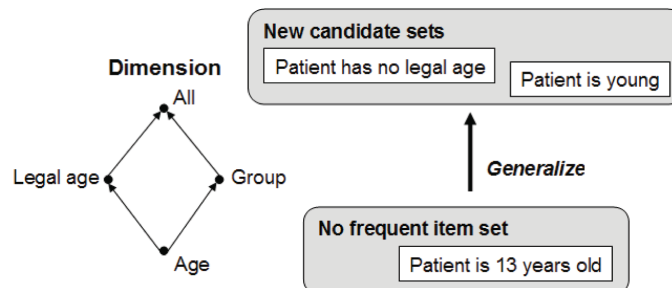 New candidate sets
Patient has no legal age
Patient is young
Dimension
All
Legal age
Group
Age
Generalize
No frequent item set
Patient is 13 years old